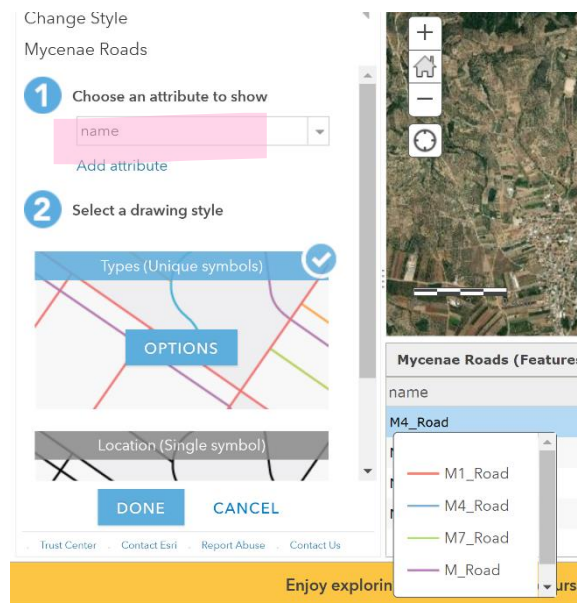 Change Style
Mycenae Roads
1 Choose an attribute to show
name
Add attribute
2 Select a drawing style
Types (Unique symbols)
OPTIONS
Location (Single symbol)
DONE CANCEL
Trust Center . Contact Esri . Report Abuse . Contact Us
Mycenae Roads (Features
name
M4_Road
M1_Road
M4_Road
M7_Road
M_Road
Enjoy explorin
urs